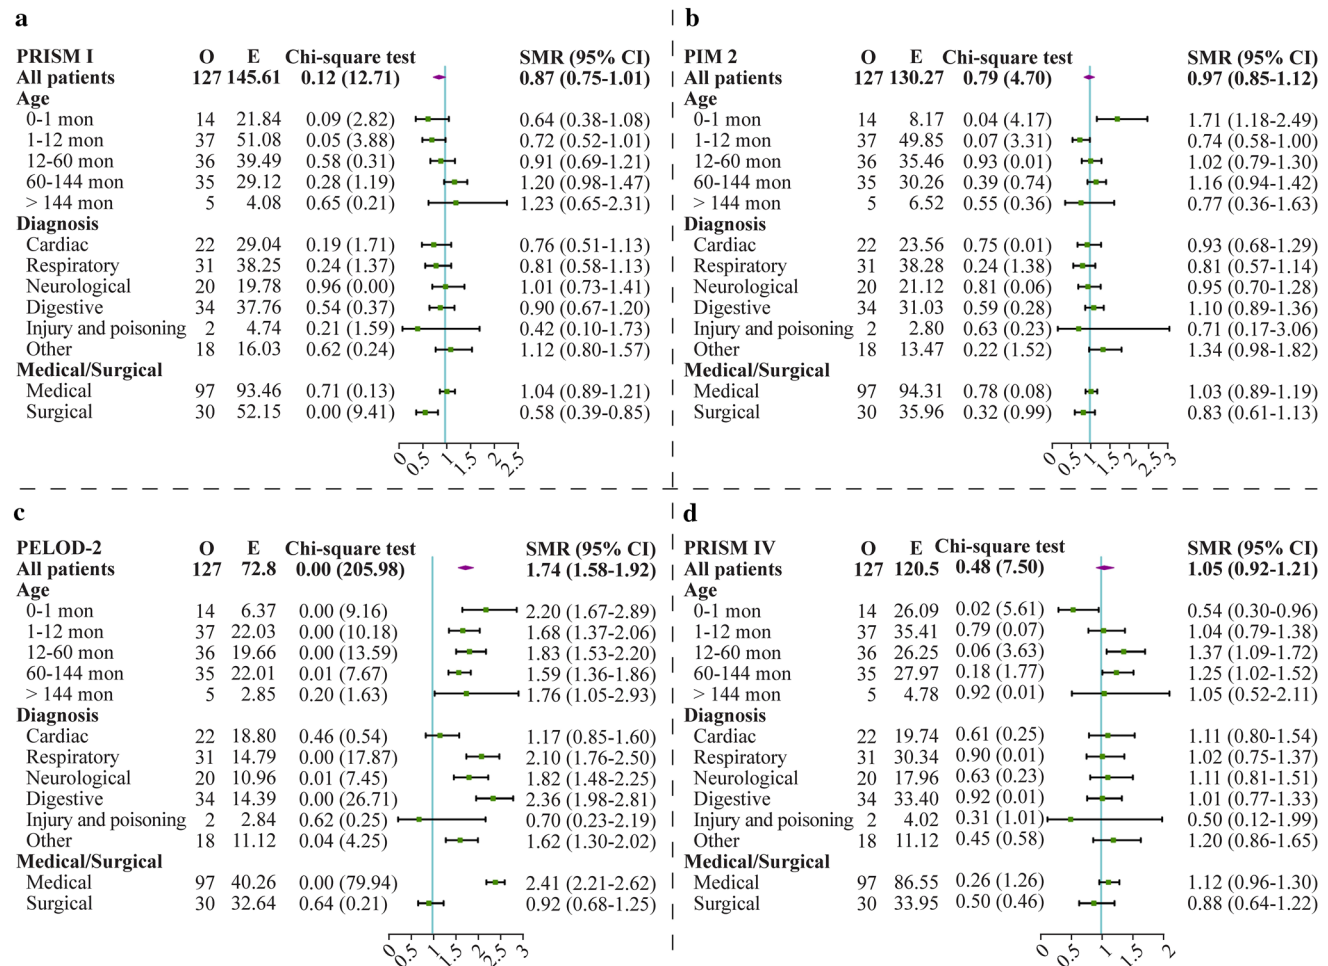 a
PRISM I O E Chi-square test SMR (95% CI)
All patients 127 145.61 0.12 (12.71) 0.87 (0.75-1.01)
Age
0-1 mon 14 21.84 0.09 (2.82) 0.64 (0.38-1.08)
1-12 mon 37 51.08 0.05 (3.88) 0.72 (0.52-1.01)
12-60 mon 36 39.49 0.58 (0.31) 0.91 (0.69-1.21)
60-144 mon 35 29.12 0.28 (1.19) 1.20 (0.98-1.47)
> 144 mon 5 4.08 0.65 (0.21) 1.23 (0.65-2.31)
Diagnosis
Cardiac 22 29.04 0.19 (1.71) 0.76 (0.51-1.13)
Respiratory 31 38.25 0.24 (1.37) 0.81 (0.58-1.13)
Neurological 20 19.78 0.96 (0.00) 1.01 (0.73-1.41)
Digestive 34 37.76 0.54 (0.37) 0.90 (0.67-1.20)
Injury and poisoning 2 4.74 0.21 (1.59) 0.42 (0.10-1.73)
Other 18 16.03 0.62 (0.24) 1.12 (0.80-1.57)
Medical/Surgical
Medical 97 93.46 0.71 (0.13) 1.04 (0.89-1.21)
Surgical 30 52.15 0.00 (9.41) 0.58 (0.39-0.85)
0 0.5 1 1.5 2 2.5
b
PIM 2 O E Chi-square test SMR (95% CI)
All patients 127 130.27 0.79 (4.70) 0.97 (0.85-1.12)
Age
0-1 mon 14 8.17 0.04 (4.17) 1.71 (1.18-2.49)
1-12 mon 37 49.85 0.07 (3.31) 0.74 (0.58-1.00)
12-60 mon 36 35.46 0.93 (0.01) 1.02 (0.79-1.30)
60-144 mon 35 30.26 0.39 (0.74) 1.16 (0.94-1.42)
> 144 mon 5 6.52 0.55 (0.36) 0.77 (0.36-1.63)
Diagnosis
Cardiac 22 23.56 0.75 (0.01) 0.93 (0.68-1.29)
Respiratory 31 38.28 0.24 (1.38) 0.81 (0.57-1.14)
Neurological 20 21.12 0.81 (0.06) 0.95 (0.70-1.28)
Digestive 34 31.03 0.59 (0.28) 1.10 (0.89-1.36)
Injury and poisoning 2 2.80 0.63 (0.23) 0.71 (0.17-3.06)
Other 18 13.47 0.22 (1.52) 1.34 (0.98-1.82)
Medical/Surgical
Medical 97 94.31 0.78 (0.08) 1.03 (0.89-1.19)
Surgical 30 35.96 0.32 (0.99) 0.83 (0.61-1.13)
0 0.5 1 1.5 2 2.5 3
c
PELOD-2 O E Chi-square test SMR (95% CI)
All patients 127 72.8 0.00 (205.98) 1.74 (1.58-1.92)
Age
0-1 mon 14 6.37 0.00 (9.16) 2.20 (1.67-2.89)
1-12 mon 37 22.03 0.00 (10.18) 1.68 (1.37-2.06)
12-60 mon 36 19.66 0.00 (13.59) 1.83 (1.53-2.20)
60-144 mon 35 22.01 0.01 (7.67) 1.59 (1.36-1.86)
> 144 mon 5 2.85 0.20 (1.63) 1.76 (1.05-2.93)
Diagnosis
Cardiac 22 18.80 0.46 (0.54) 1.17 (0.85-1.60)
Respiratory 31 14.79 0.00 (17.87) 2.10 (1.76-2.50)
Neurological 20 10.96 0.01 (7.45) 1.82 (1.48-2.25)
Digestive 34 14.39 0.00 (26.71) 2.36 (1.98-2.81)
Injury and poisoning 2 2.84 0.62 (0.25) 0.70 (0.23-2.19)
Other 18 11.12 0.04 (4.25) 1.62 (1.30-2.02)
Medical/Surgical
Medical 97 40.26 0.00 (79.94) 2.41 (2.21-2.62)
Surgical 30 32.64 0.64 (0.21) 0.92 (0.68-1.25)
0 0.5 1 1.5 2 2.5 3
d
PRISM IV O E Chi-square test SMR (95% CI)
All patients 127 120.5 0.48 (7.50) 1.05 (0.92-1.21)
Age
0-1 mon 14 26.09 0.02 (5.61) 0.54 (0.30-0.96)
1-12 mon 37 35.41 0.79 (0.07) 1.04 (0.79-1.38)
12-60 mon 36 26.25 0.06 (3.63) 1.37 (1.09-1.72)
60-144 mon 35 27.97 0.18 (1.77) 1.25 (1.02-1.52)
> 144 mon 5 4.78 0.92 (0.01) 1.05 (0.52-2.11)
Diagnosis
Cardiac 22 19.74 0.61 (0.25) 1.11 (0.80-1.54)
Respiratory 31 30.34 0.90 (0.01) 1.02 (0.75-1.37)
Neurological 20 17.96 0.63 (0.23) 1.11 (0.81-1.51)
Digestive 34 33.40 0.92 (0.01) 1.01 (0.77-1.33)
Injury and poisoning 2 4.02 0.31 (1.01) 0.50 (0.12-1.99)
Other 18 11.12 0.45 (0.58) 1.20 (0.86-1.65)
Medical/Surgical
Medical 97 86.55 0.26 (1.26) 1.12 (0.96-1.30)
Surgical 30 33.95 0.50 (0.46) 0.88 (0.64-1.22)
0 0.5 1 1.5 2